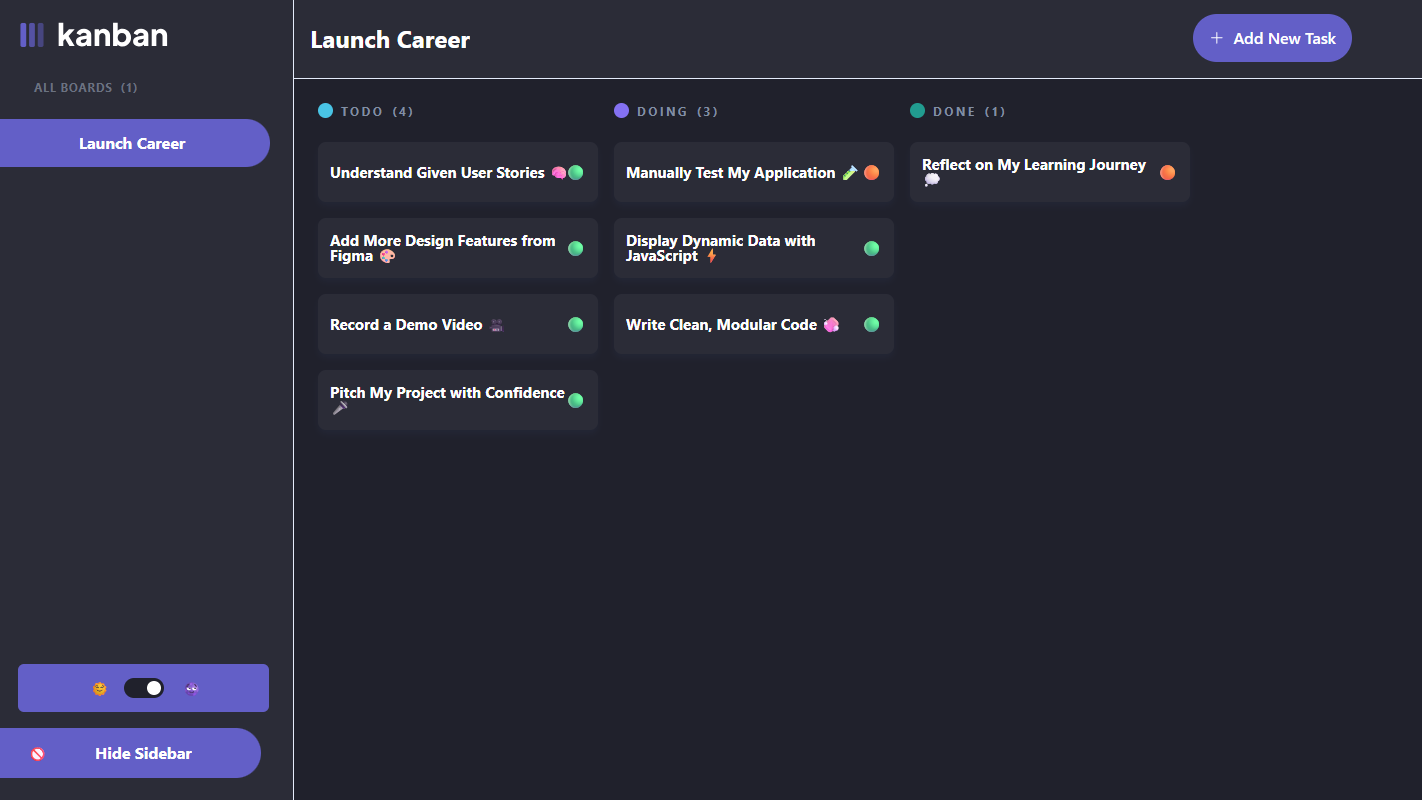 kanban
ALL BOARDS (1)
Launch Career
Hide Sidebar
Launch Career
+ Add New Task
TODO (4)
Understand Given User Stories 🧠
Add More Design Features from
Figma 🎨
Record a Demo Video 🎥
Pitch My Project with Confidence
🎤
DOING (3)
Manually Test My Application 🧪
Display Dynamic Data with
JavaScript ⚡
Write Clean, Modular Code 🧼
DONE (1)
Reflect on My Learning Journey
💭